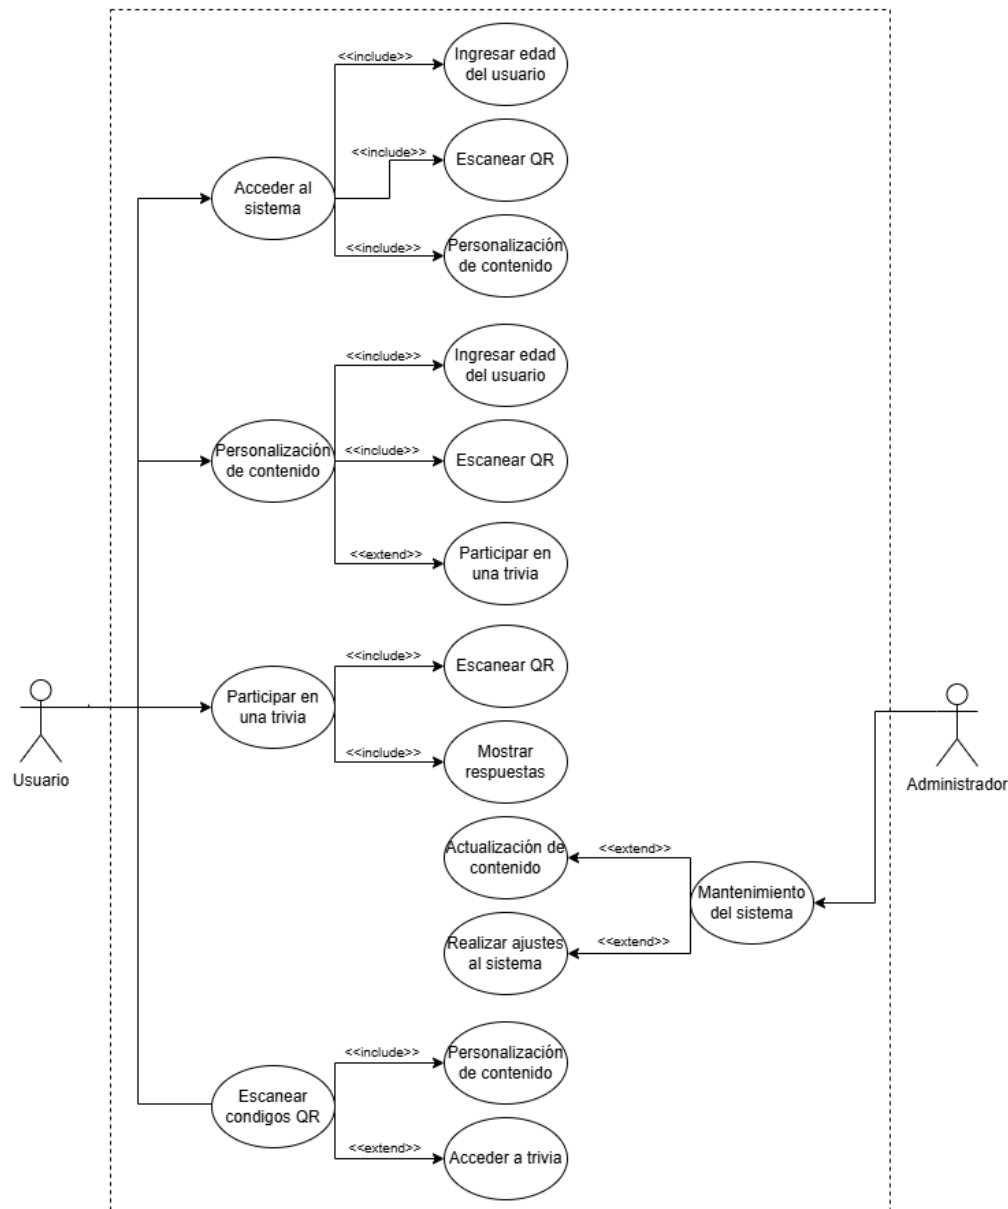 <<include>>
Ingresar edad
del usuario
<<include>>
Escanear QR
Acceder al
sistema
<<include>>
Personalización
de contenido
<<include>>
Ingresar edad
del usuario
Personalización
de contenido
<<include>>
Escanear QR
<<extend>>
Participar en
una trivia
<<include>>
Escanear QR
Participar en
una trivia
<<include>>
Mostrar
respuestas
Usuario
Administrador
Actualización de
contenido
<<extend>>
Mantenimiento
del sistema
Realizar ajustes
al sistema
<<extend>>
<<include>>
Personalización
de contenido
Escanear
condigos QR
<<extend>>
Acceder a trivia